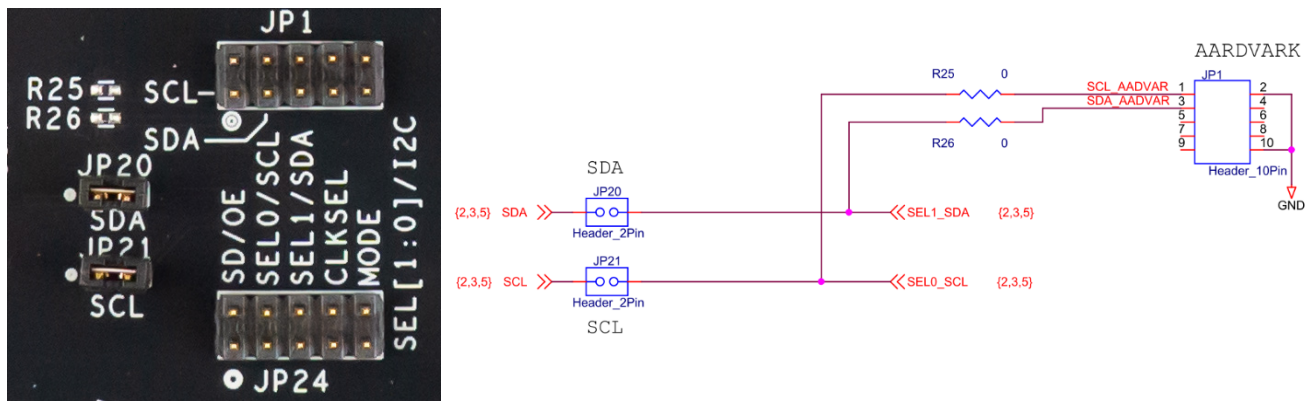 JP1
R25
SCL
R26
SDA
JP20
SDA
JP21
SCL
SD/OE
SEL0/SCL
SEL1/SDA
CLKSEL
MODE
SEL[1:0]/I2C
JP24
AARDVARK
JP1
R25 0
SCL_AADVAR
1 2
SDA_AADVAR
3 4
5 6
7 8
9 10
R26 0
Header_10Pin
GND
SDA
JP20
{2,3,5} SDA
SEL1_SDA {2,3,5}
Header_2Pin
JP21
{2,3,5} SCL
SEL0_SCL {2,3,5}
Header_2Pin
SCL